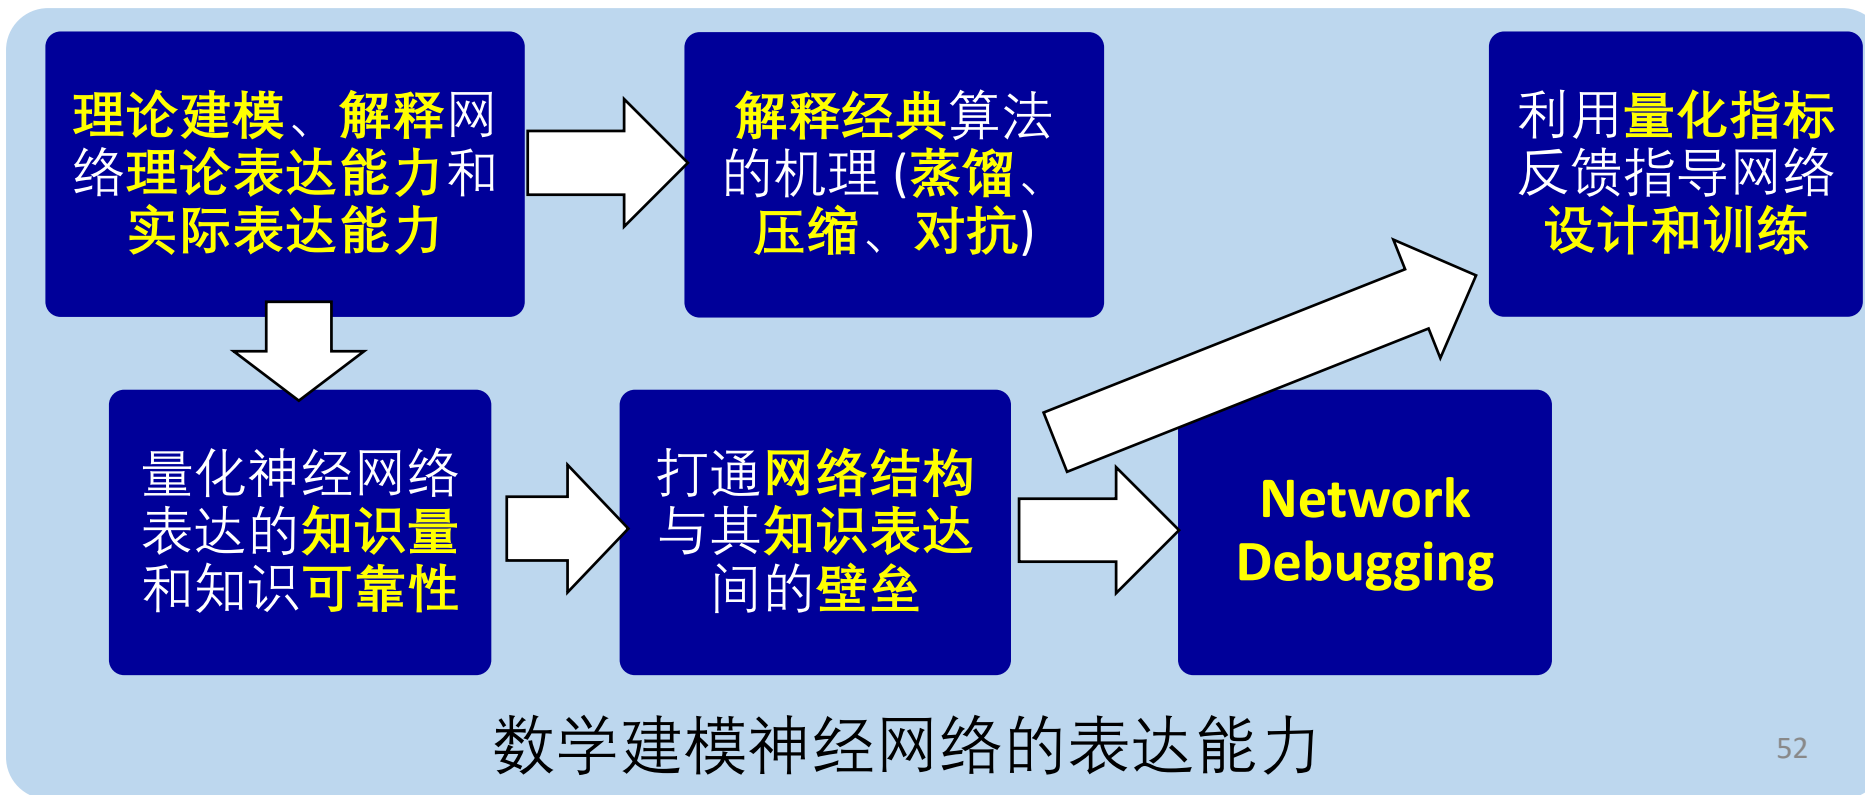 理论建模、解释网
络理论表达能力和
实际表达能力
解释经典算法
的机理(蒸馏、
压缩、对抗)
利用量化指标
反馈指导网络
设计和训练
量化神经网络
表达的知识量
和知识可靠性
打通网络结构
与其知识表达
间的壁垒
Network
Debugging
数学建模神经网络的表达能力
52